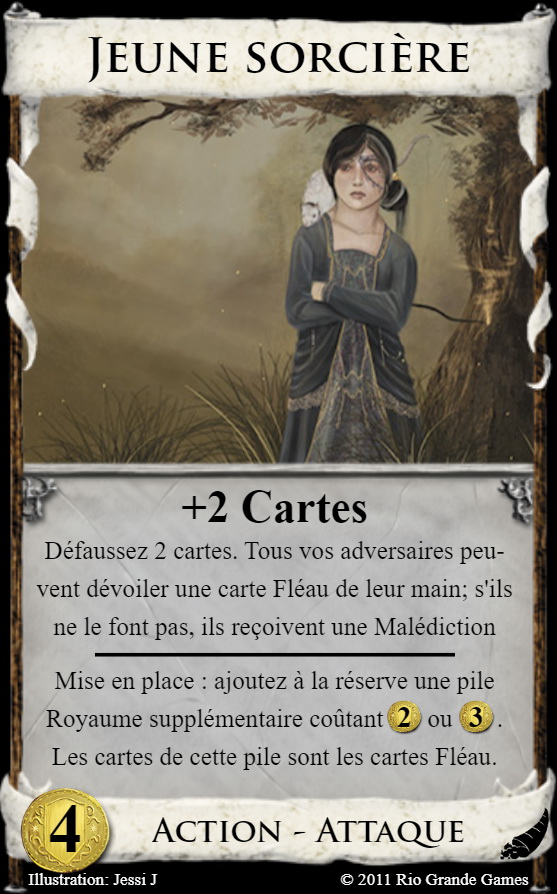 Jeune sorcière
+2 Cartes
Défaussez 2 cartes. Tous vos adversaires peu-
vent dévoiler une carte Fléau de leur main; s'ils
ne le font pas, ils reçoivent une Malédiction
Mise en place : ajoutez à la réserve une pile
Royaume supplémentaire coûtant 2 ou 3 .
Les cartes de cette pile sont les cartes Fléau.
4 Action - Attaque
Illustration: Jessi J © 2011 Rio Grande Games